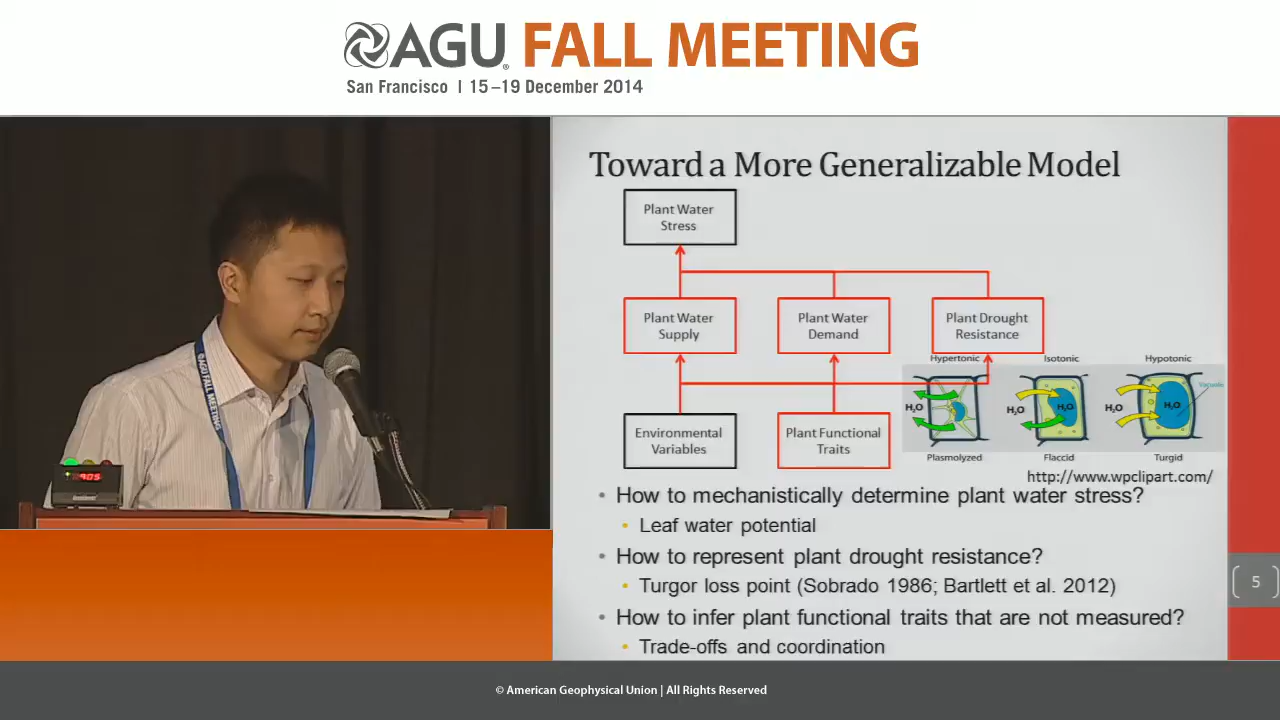 AGU FALL MEETING
San Francisco | 15–19 December 2014
Toward a More Generalizable Model
Plant Water
Stress
Plant Water
Supply
Plant Water
Demand
Plant Drought
Resistance
Environmental
Variables
Plant Functional
Traits
Hypertonic
Isotonic
Hypotonic
H₂O
H₂O
H₂O
H₂O
H₂O
Vacuole
Plasmolyzed
Flaccid
Turgid
http://www.wpclipart.com/
• How to mechanistically determine plant water stress?
• Leaf water potential
• How to represent plant drought resistance?
• Turgor loss point (Sobrado 1986; Bartlett et al. 2012)
• How to infer plant functional traits that are not measured?
• Trade-offs and coordination
5
AGU FALL MEETING
© American Geophysical Union | All Rights Reserved